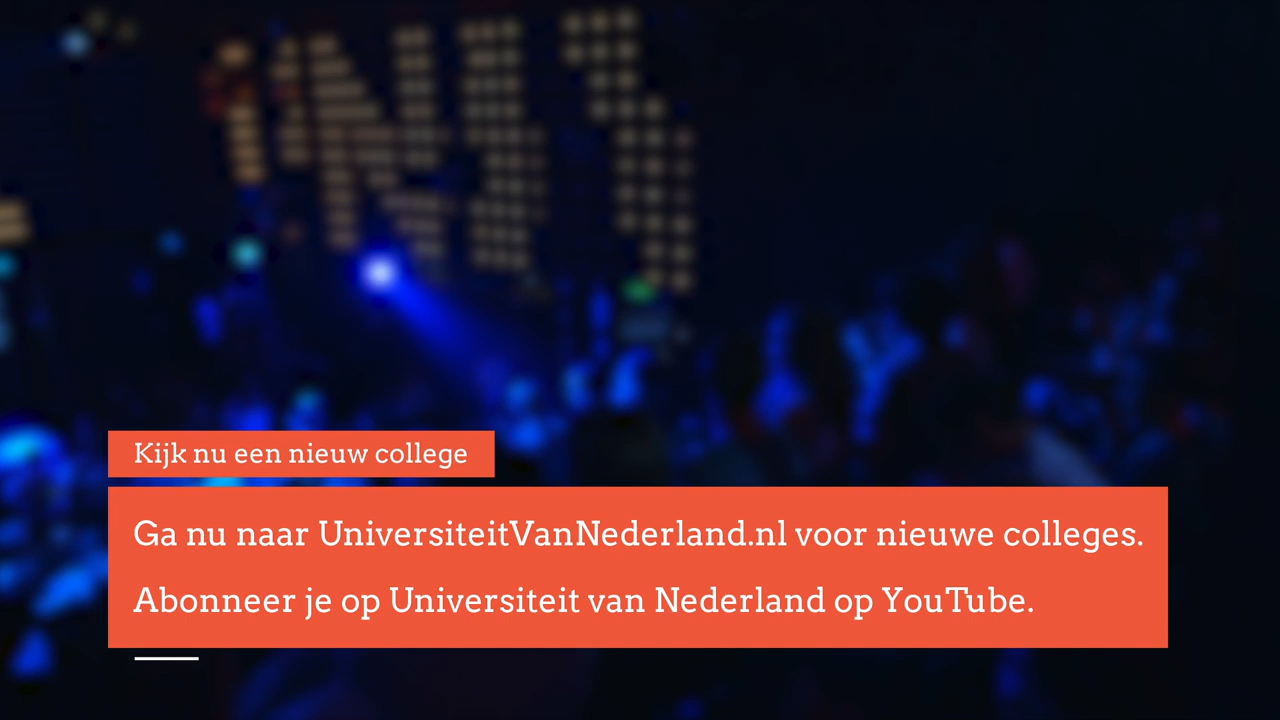 Kijk nu een nieuw college
Ga nu naar UniversiteitVanNederland.nl voor nieuwe colleges.
Abonneer je op Universiteit van Nederland op YouTube.